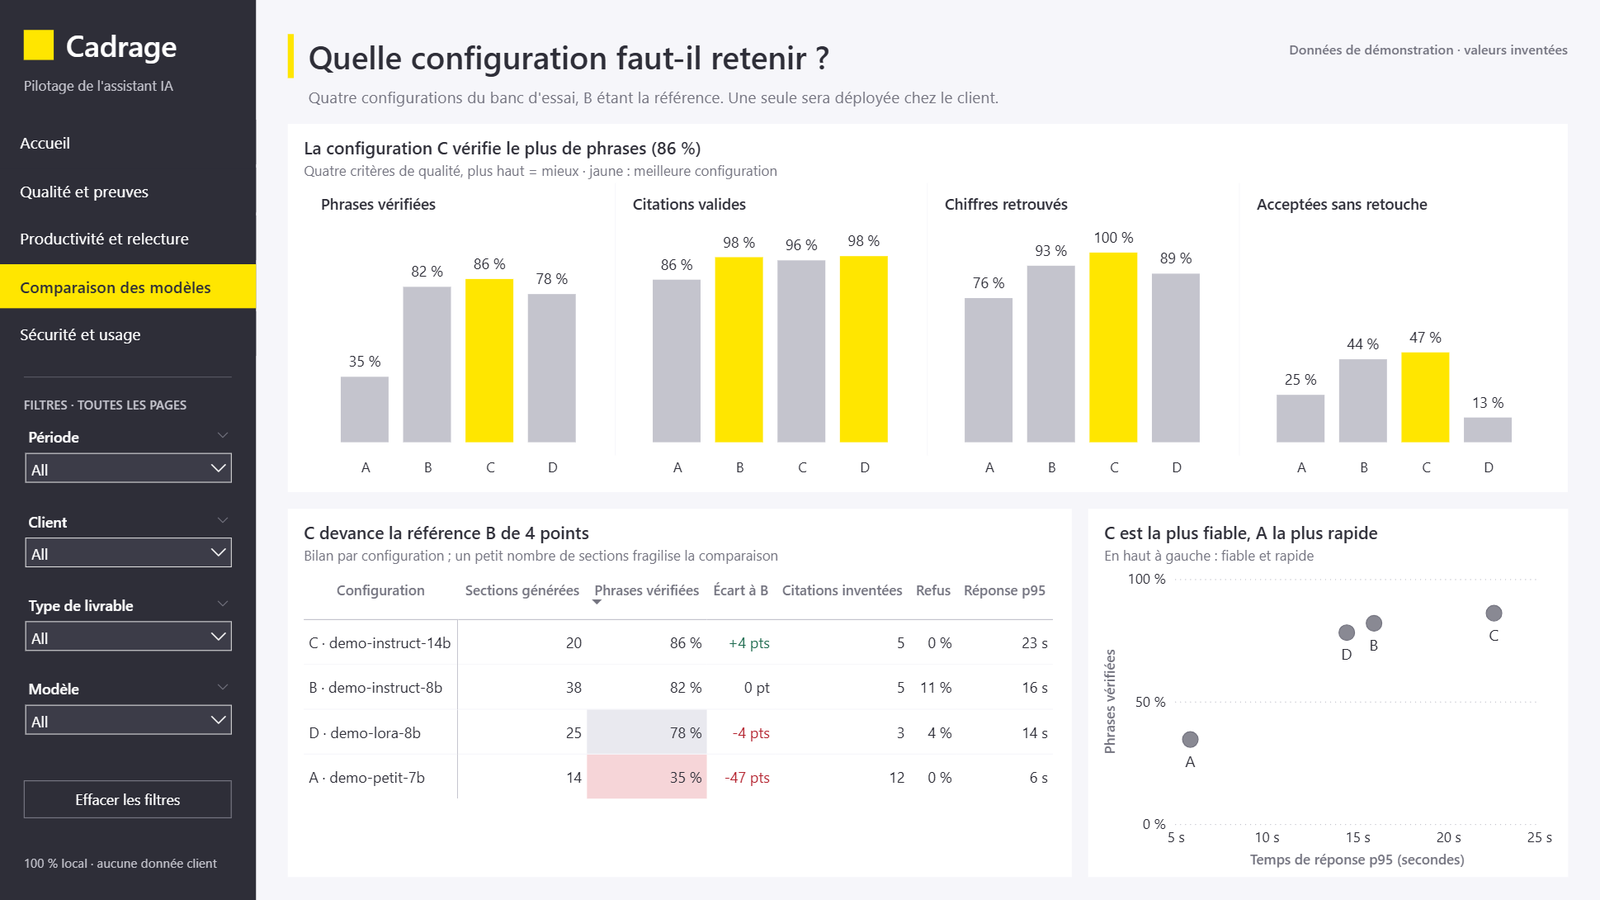 Cadrage
Pilotage de l'assistant IA
Accueil
Qualité et preuves
Productivité et relecture
Comparaison des modèles
Sécurité et usage
FILTRES · TOUTES LES PAGES
Période
All
Client
All
Type de livrable
All
Modèle
All
Effacer les filtres
100 % local · aucune donnée client
Quelle configuration faut-il retenir ?
Données de démonstration · valeurs inventées
Quatre configurations du banc d'essai, B étant la référence. Une seule sera déployée chez le client.
La configuration C vérifie le plus de phrases (86 %)
Quatre critères de qualité, plus haut = mieux · jaune : meilleure configuration
Phrases vérifiées
35 % 82 % 86 % 78 %
A B C D
Citations valides
86 % 98 % 96 % 98 %
A B C D
Chiffres retrouvés
76 % 93 % 100 % 89 %
A B C D
Acceptées sans retouche
25 % 44 % 47 % 13 %
A B C D
C devance la référence B de 4 points
Bilan par configuration ; un petit nombre de sections fragilise la comparaison
Configuration Sections générées Phrases vérifiées Écart à B Citations inventées Refus Réponse p95
C · demo-instruct-14b 20 86 % +4 pts 5 0 % 23 s
B · demo-instruct-8b 38 82 % 0 pt 5 11 % 16 s
D · demo-lora-8b 25 78 % -4 pts 3 4 % 14 s
A · demo-petit-7b 14 35 % -47 pts 12 0 % 6 s
C est la plus fiable, A la plus rapide
En haut à gauche : fiable et rapide
Phrases vérifiées
100 %
50 %
0 %
A
D
B
C
5 s 10 s 15 s 20 s 25 s
Temps de réponse p95 (secondes)